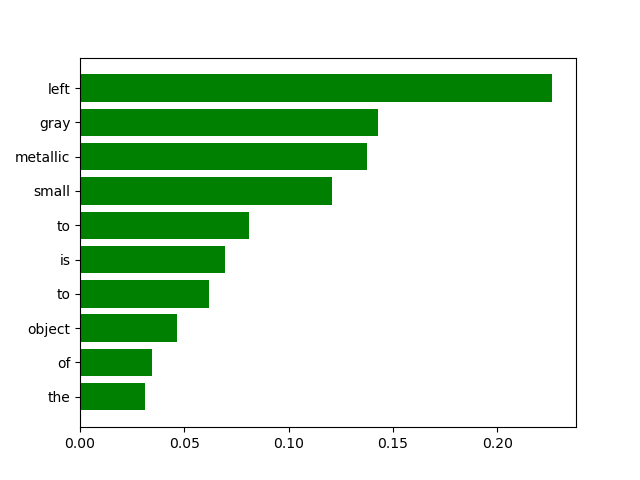 left
gray
metallic
small
to
is
to
object
of
the
0.00 0.05 0.10 0.15 0.20